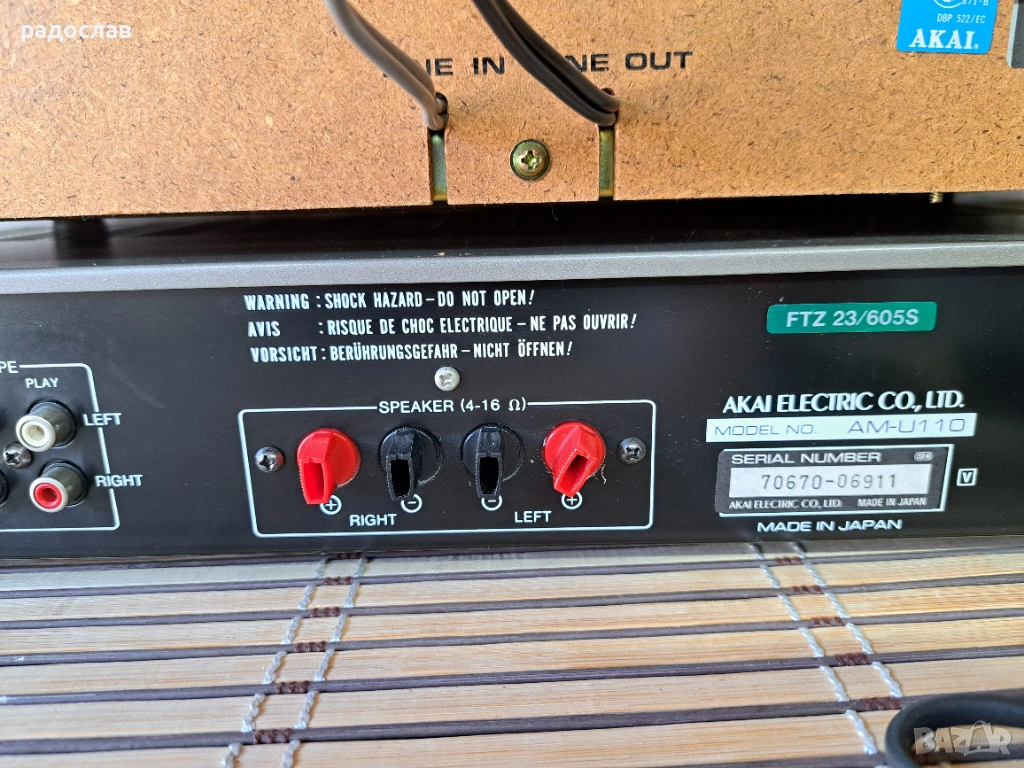 радослав
DBP 522/EC
AKAI
LINE IN LINE OUT
WARNING : SHOCK HAZARD – DO NOT OPEN!
AVIS : RISQUE DE CHOC ELECTRIQUE – NE PAS OUVRIR!
VORSICHT : BERÜHRUNGSGEFAHR – NICHT ÖFFNEN!
FTZ 23/605S
PE
PLAY
LEFT
RIGHT
SPEAKER (4-16 Ω)
+ - - +
RIGHT LEFT
AKAI ELECTRIC CO., LTD.
MODEL NO. AM-U110
SERIAL NUMBER
70670-06911
AKAI ELECTRIC CO., LTD. MADE IN JAPAN
V
MADE IN JAPAN
BAZAR